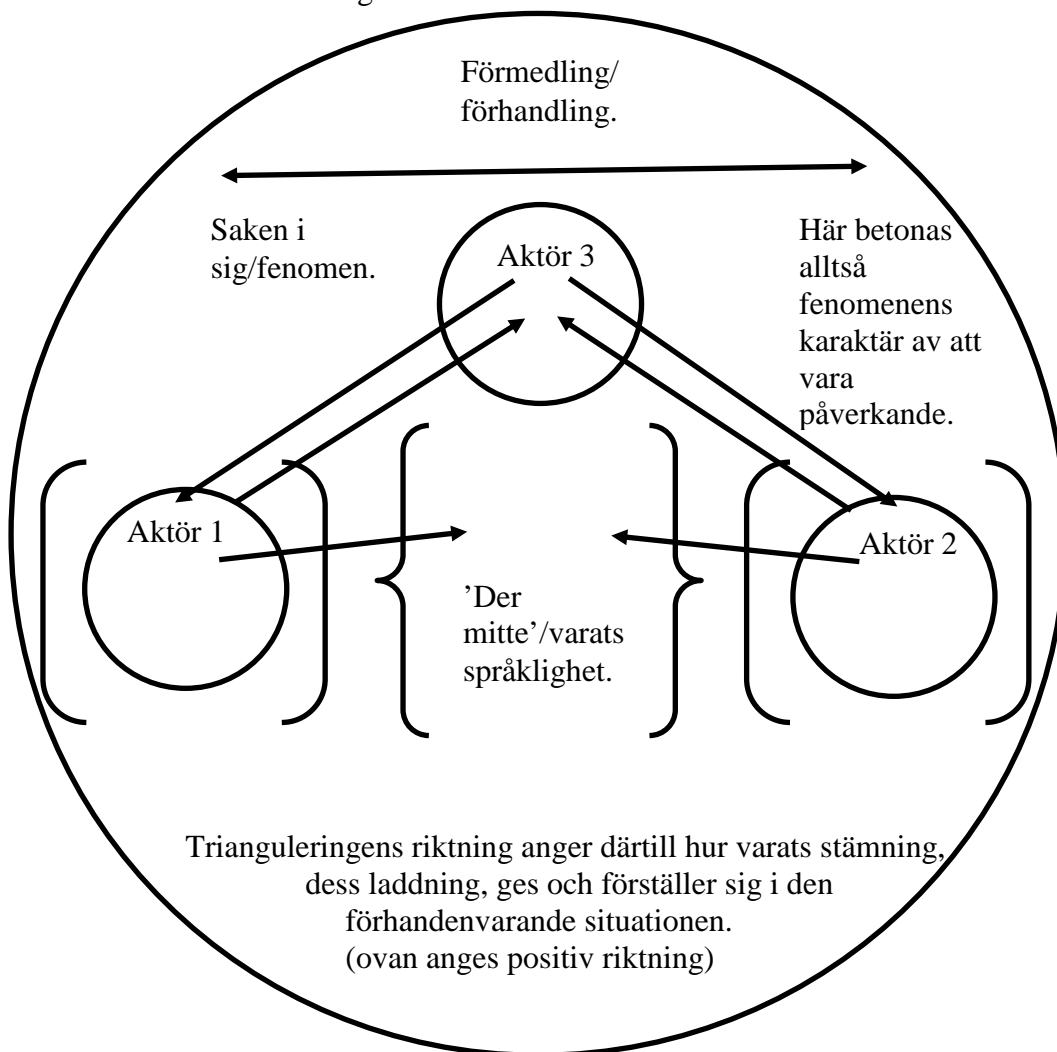 Förmedling/
förhandling.
Saken i
sig/fenomen.
Aktör 3
Här betonas
alltså
fenomenens
karaktär av att
vara
påverkande.
Aktör 1
Aktör 2
’Der
mitte’/varats
språklighet.
Trianguleringens riktning anger därtill hur varats stämning,
dess laddning, ges och förställer sig i den
förhandenvarande situationen.
(ovan anges positiv riktning)